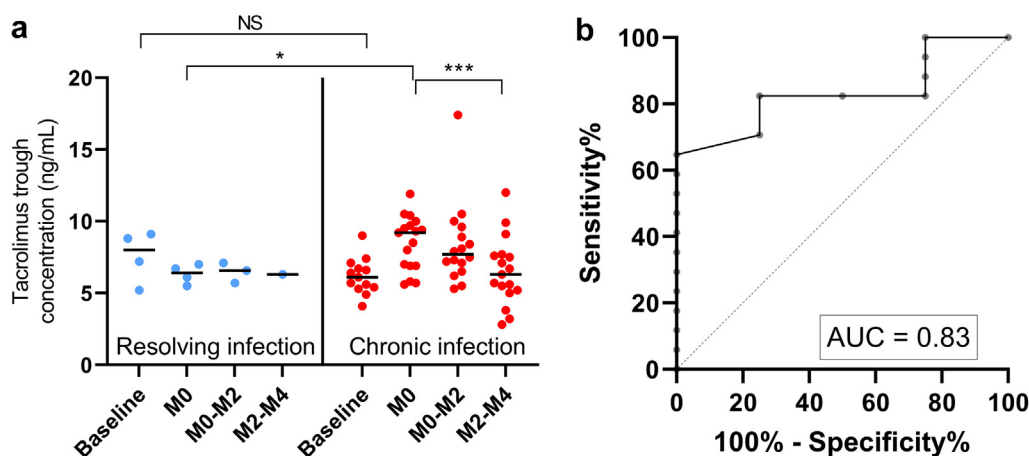 a
NS
*
***
Tacrolimus trough
concentration (ng/mL)
20
15
10
5
0
Resolving infection
Chronic infection
Baseline
M0
M0-M2
M2-M4
Baseline
M0
M0-M2
M2-M4
b
Sensitivity%
100
80
60
40
20
0
AUC = 0.83
0
20
40
60
80
100
100% - Specificity%